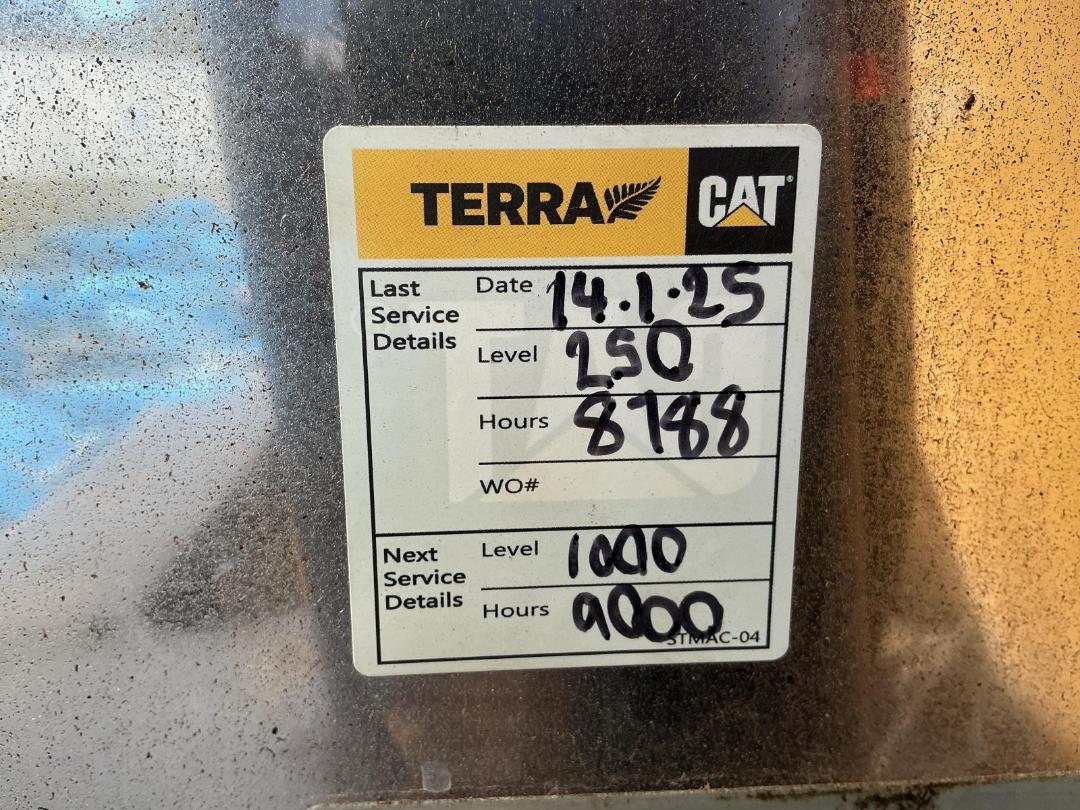 TERRA CAT®
Last Service Details
Date 14.1.25
Level 250
Hours 8788
WO#
Next Service Details
Level 1000
Hours 9000
STMAC-04